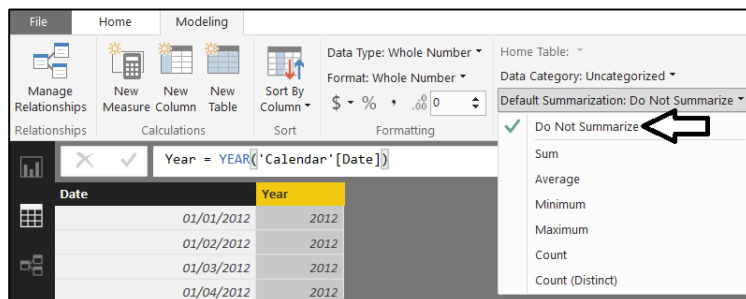 File Home Modeling
Data Type: Whole Number
Home Table:
Format: Whole Number
Data Category: Uncategorized
Manage Relationships
New Measure
New Column
New Table
Sort By Column
$ % , .00 0
Default Summarization: Do Not Summarize
Relationships Calculations Sort Formatting
Do Not Summarize
Sum
Average
Minimum
Maximum
Count
Count (Distinct)
Year = YEAR('Calendar'[Date])
Date Year
01/01/2012 2012
01/02/2012 2012
01/03/2012 2012
01/04/2012 2012